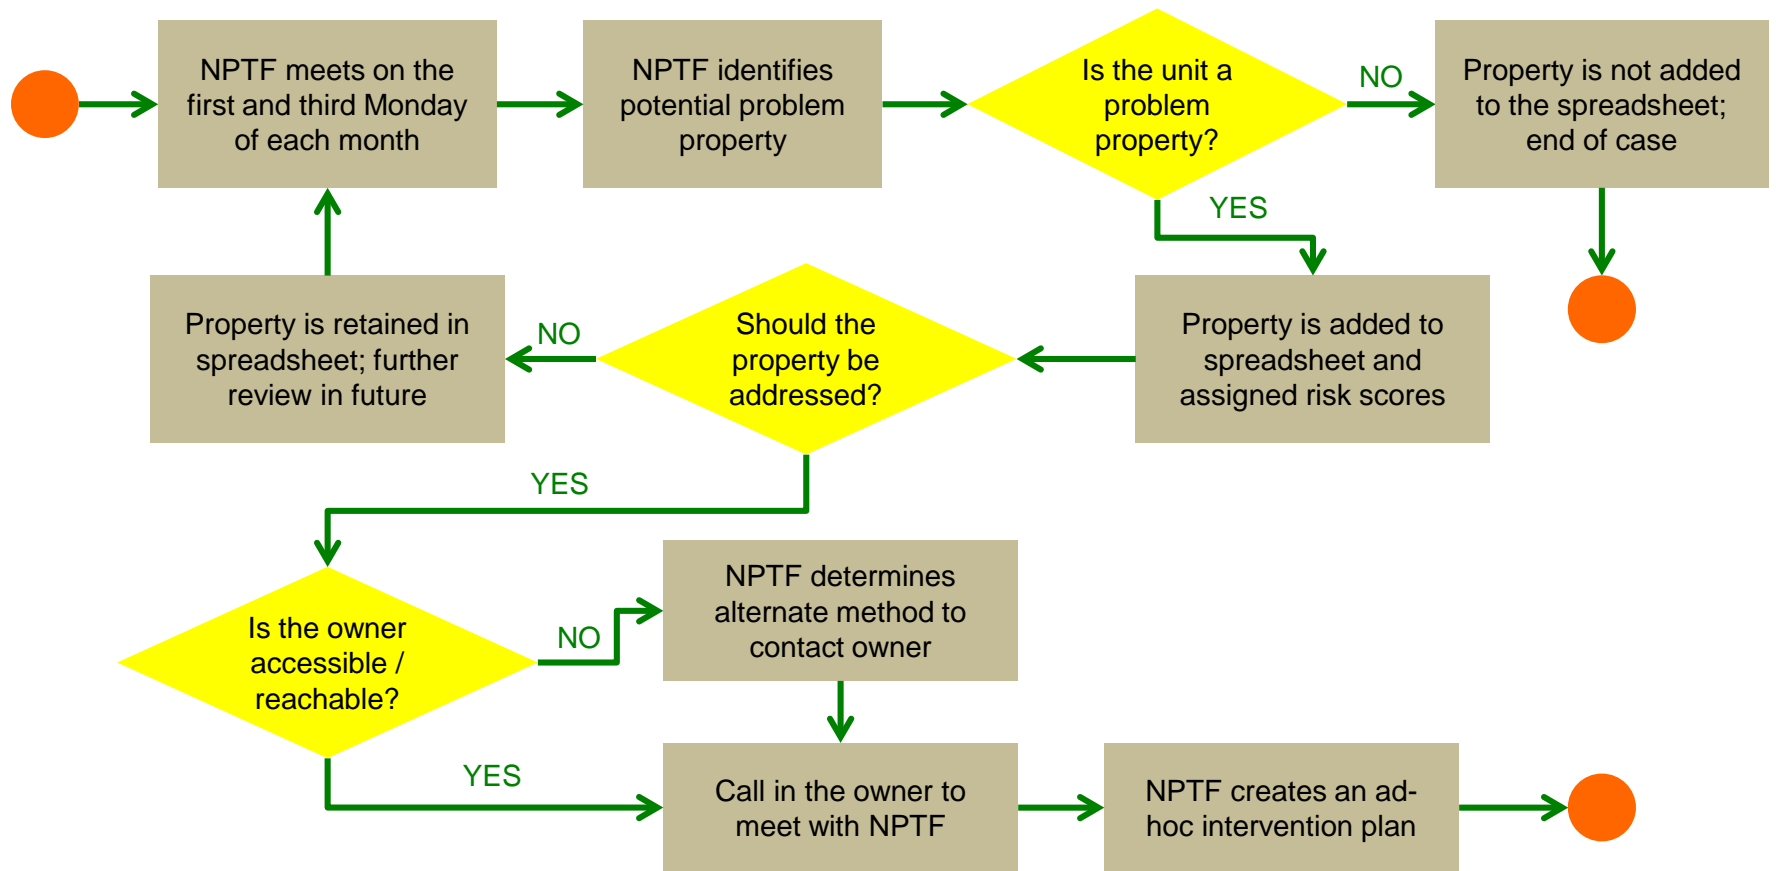 NPTF meets on the
first and third Monday
of each month
NPTF identifies
potential problem
property
Is the unit a
problem
property?
NO
Property is not added
to the spreadsheet;
end of case
YES
Property is retained in
spreadsheet; further
review in future
NO
Should the
property be
addressed?
Property is added to
spreadsheet and
assigned risk scores
YES
Is the owner
accessible /
reachable?
NO
NPTF determines
alternate method to
contact owner
YES
Call in the owner to
meet with NPTF
NPTF creates an ad-
hoc intervention plan